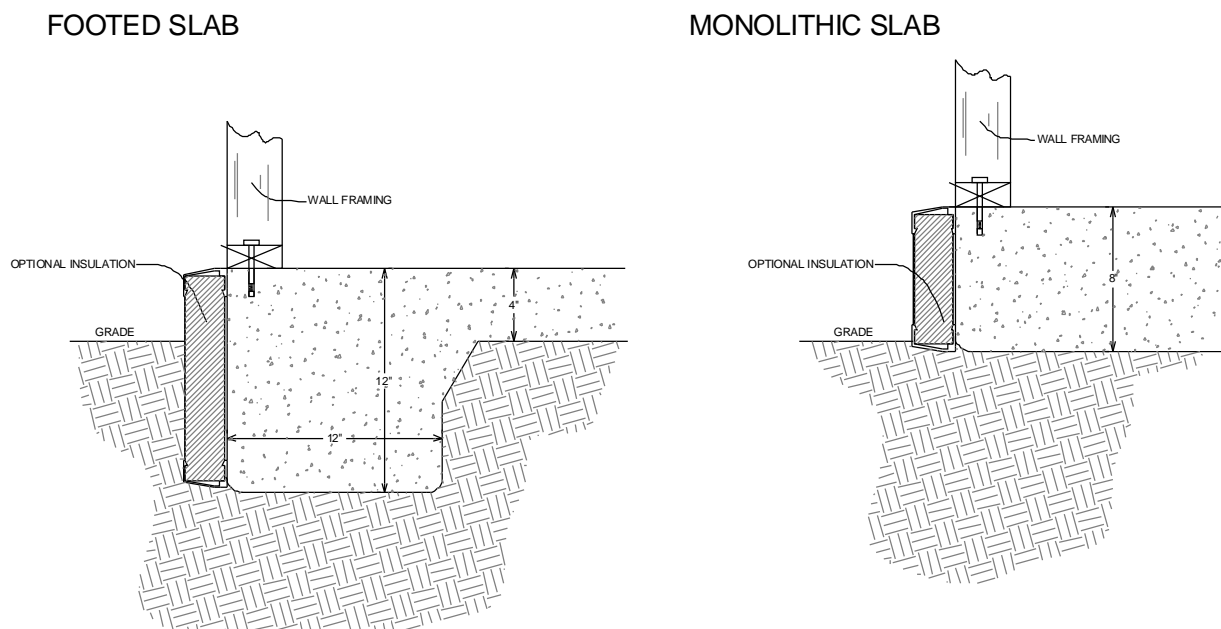 FOOTED SLAB
WALL FRAMING
OPTIONAL INSULATION
4"
GRADE
12"
12"
MONOLITHIC SLAB
WALL FRAMING
OPTIONAL INSULATION
8"
GRADE